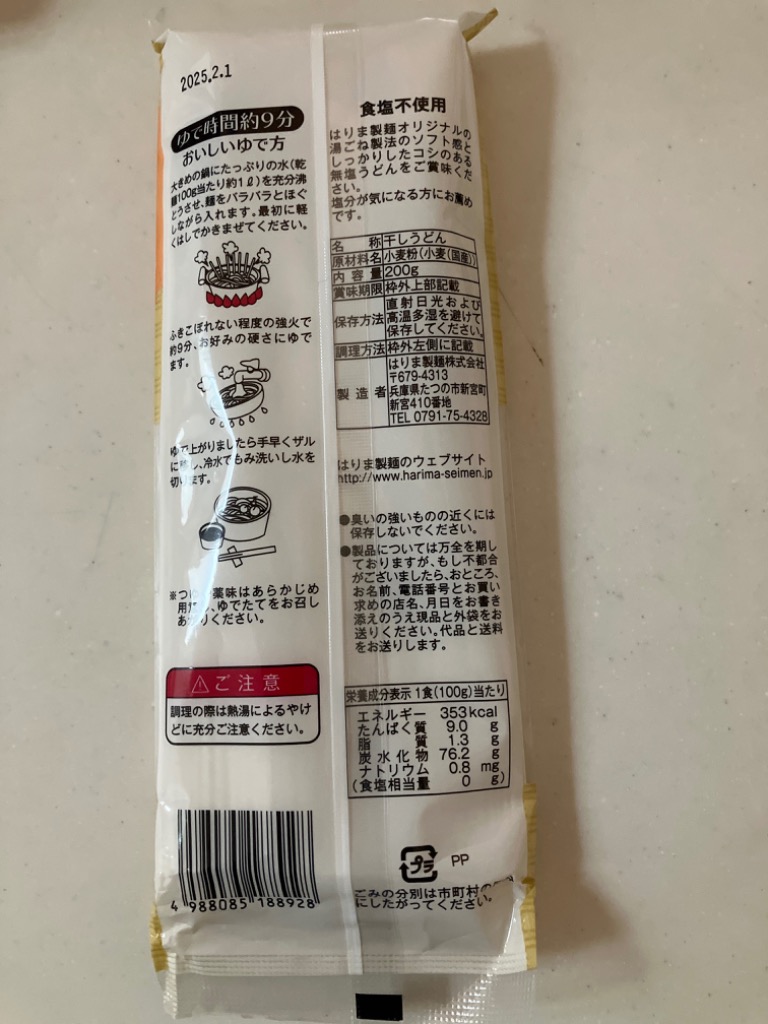 2025.2.1
ゆで時間約9分
おいしいゆで方
大きめの鍋にたっぷりの水(乾
麺100g当たり約1ℓ)を充分沸
とうさせ、麺をバラバラとほぐ
しながら入れます。最初に軽
くはしでかきまぜてください。
ふきこぼれない程度の強火で
約9分、お好みの硬さにゆで
ます。
ゆで上がりましたら手早くザル
に し、冷水でもみ洗いし水を
切ります。
※つゆ、薬味はあらかじめ
用意し、ゆでたてをお召し
あがりください。
⚠ご注意
調理の際は熱湯によるやけ
どに充分ご注意ください。
4 988085 188928
食塩不使用
はりま製麺オリジナルの
湯ごね製法のソフト感と
しっかりしたコシのある
無塩うどんをご賞味くだ
さい。
塩分が気になる方にお薦め
です。
名称 干しうどん
原材料名 小麦粉(小麦(国産))
内容量 200g
賞味期限 枠外上部記載
保存方法 直射日光および
高温多湿を避けて
保存してください。
調理方法 枠外左側に記載
製造者 はりま製麺株式会社
〒679-4313
兵庫県たつの市新宮町
新宮410番地
TEL 0791-75-4328
はりま製麺のウェブサイト
http://www.harima-seimen.jp
●臭いの強いものの近くには
保存しないでください。
●製品については万全を期し
ておりますが、もし不都合
がございましたら、おところ、
お名前、電話番号とお買い
求めの店名、月日をお書き
添えのうえ現品と外袋をお
送りください。代品と送料
をお送りします。
栄養成分表示 1食(100g)当たり
エネルギー 353kcal
たんぱく質 9.0 g
脂質 1.3 g
炭水化物 76.2 g
ナトリウム 0.8 mg
(食塩相当量 0 g)
プラ PP
ごみの分別は市町村の
にしたがってください。